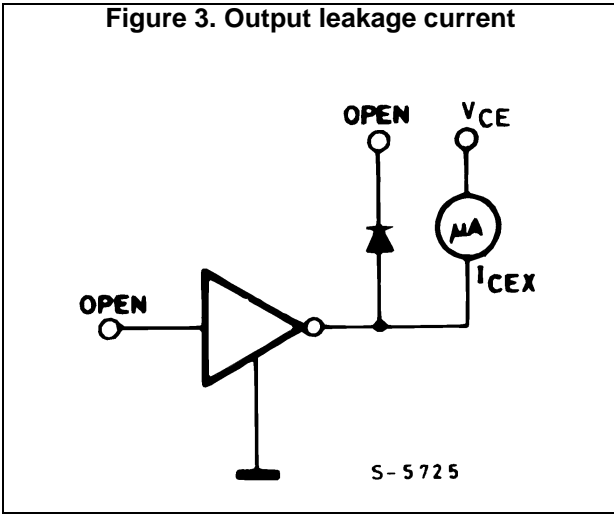 Figure 3. Output leakage current
OPEN
VCE
μA
ICEX
OPEN
S-5725